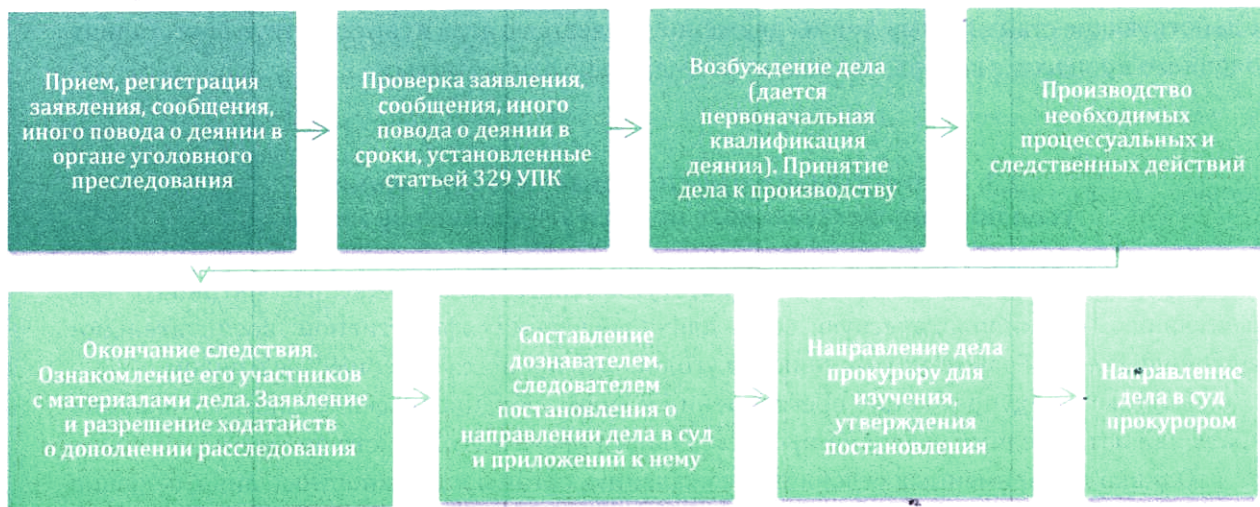 Прием, регистрация
заявления, сообщения,
иного повода о деянии в
органе уголовного
преследования
Проверка заявления,
сообщения, иного
повода о деянии в
сроки, установленные
статьей 329 УПК
Возбуждение дела
(дается
первоначальная
квалификация
деяния). Принятие
дела к производству
Производство
необходимых
процессуальных и
следственных действий
Окончание следствия.
Ознакомление его участников
с материалами дела. Заявление
и разрешение ходатайств
о дополнении расследования
Составление
дознавателем,
следователем
постановления о
направлении дела в суд
и приложений к нему
Направление дела
прокурору для
изучения,
утверждения
постановления
Направление
дела в суд
прокурором